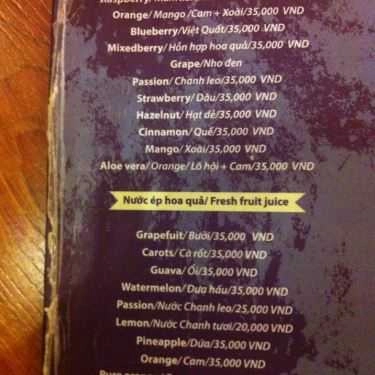 Orange/ Mango /Cam + Xoài/35,000 VND
Blueberry/Việt Quất/35,000 VND
Mixedberry/ Hỗn hợp hoa quả/35,000 VND
Grape/Nho đen
Passion/ Chanh leo/35,000 VND
Strawberry/ Dâu/35,000 VND
Hazelnut/ Hạt dẻ/35,000 VND
Cinnamon/ Quế/35,000 VND
Mango/ Xoài/35,000 VND
Aloe vera/ Orange/ Lô hội + Cam/35,000 VND
Nước ép hoa quả/ Fresh fruit juice
Grapefuit/ Bưởi/35,000 VND
Carots/ Cà rốt/35,000 VND
Guava/ Ổi/35,000 VND
Watermelon/ Dưa hấu/35,000 VND
Passion/Nước Chanh leo/25,000 VND
Lemon/Nước Chanh tươi/20,000 VND
Pineapple/ Dứa/35,000 VND
Orange/ Cam/35,000 VND